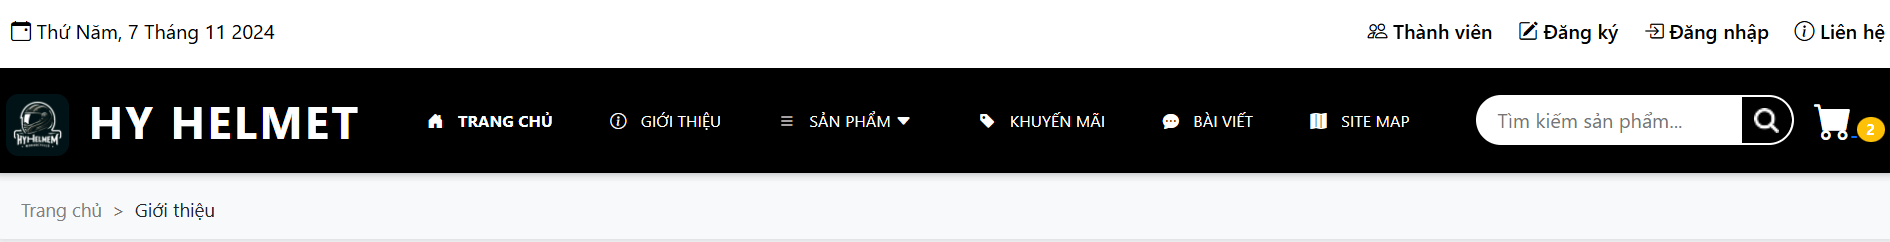 Thứ Năm, 7 Tháng 11 2024 Thành viên Đăng ký Đăng nhập Liên hệ
HY HELMET TRANG CHỦ GIỚI THIỆU SẢN PHẨM KHUYẾN MÃI BÀI VIẾT SITE MAP Tìm kiếm sản phẩm... 2
Trang chủ > Giới thiệu